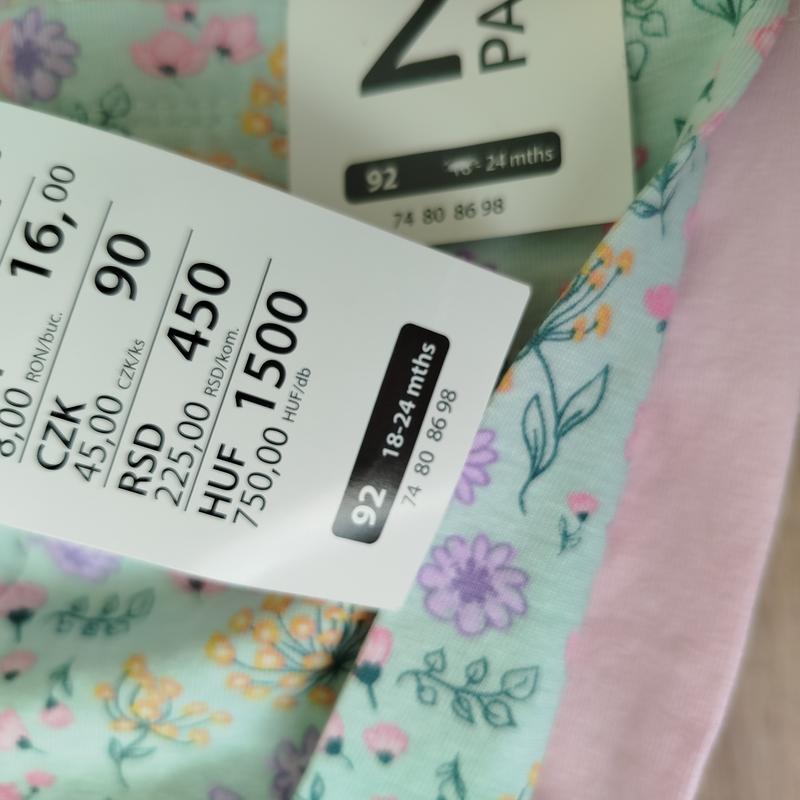 PA
92 18-24 mths
74 80 86 98
16,00
8,00 RON/buc.
CZK 90
45,00 CZK/ks
RSD 450
225,00 RSD/kom.
HUF 1500
750,00 HUF/db
92 18-24 mths
74 80 86 98